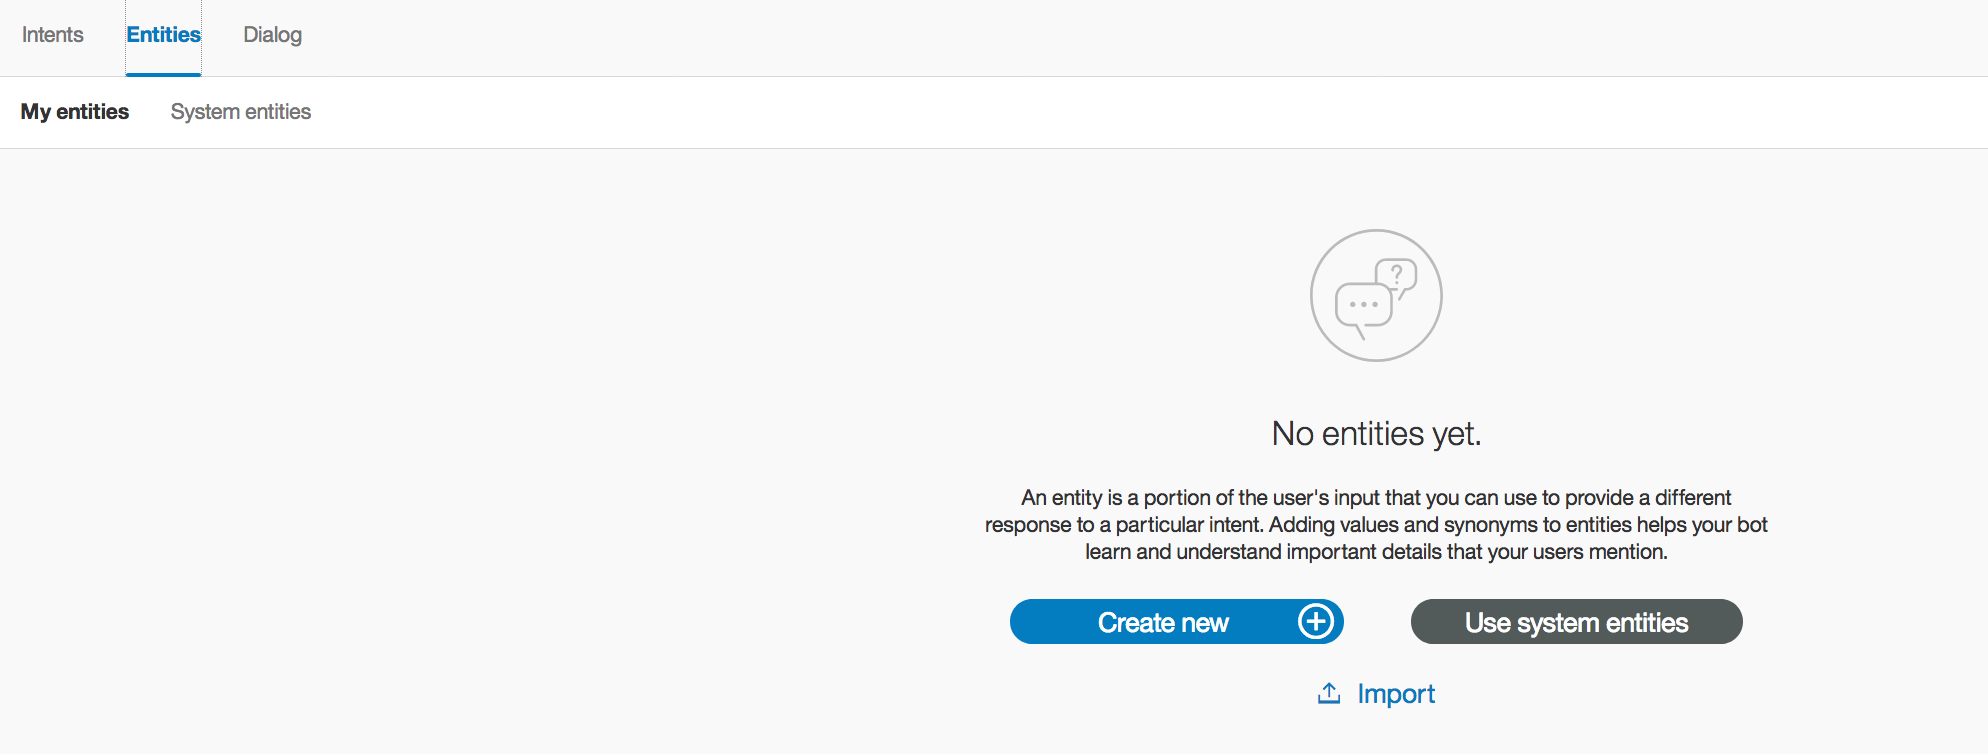 Intents Entities Dialog
My entities System entities
?
No entities yet.
An entity is a portion of the user's input that you can use to provide a different
response to a particular intent. Adding values and synonyms to entities helps your bot
learn and understand important details that your users mention.
Create new Use system entities
Import